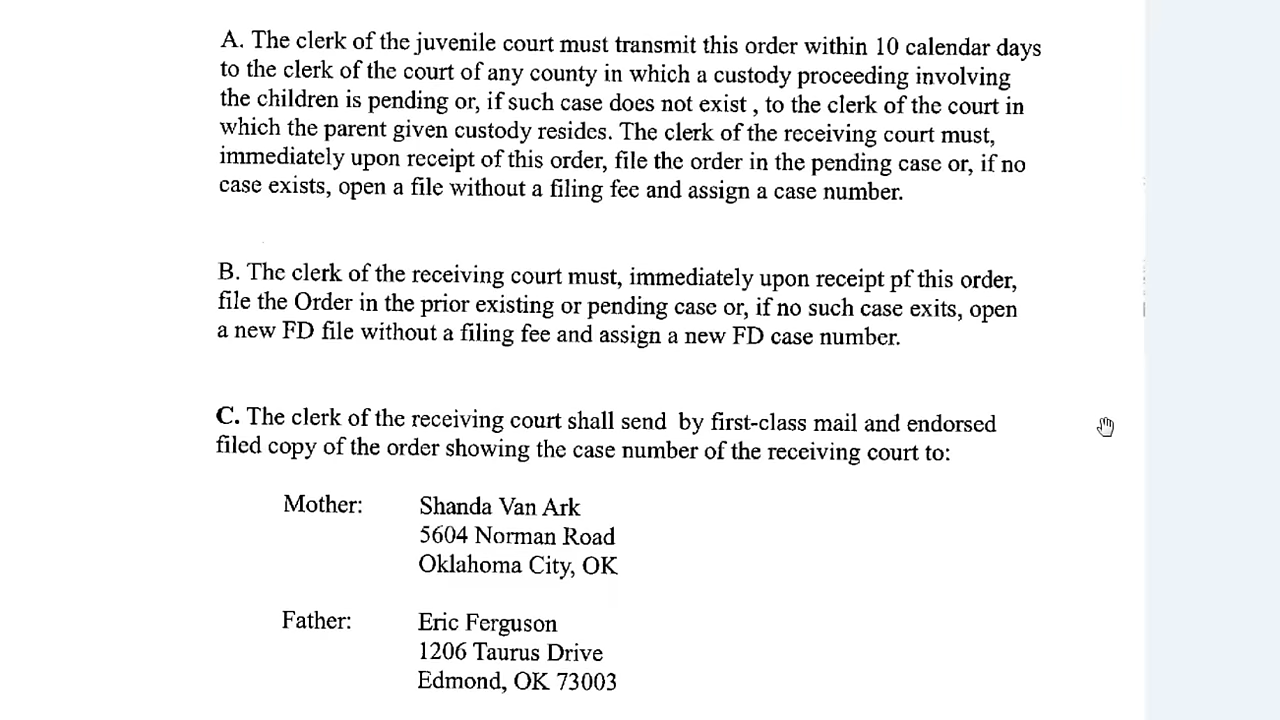 A. The clerk of the juvenile court must transmit this order within 10 calendar days
to the clerk of the court of any county in which a custody proceeding involving
the children is pending or, if such case does not exist , to the clerk of the court in
which the parent given custody resides. The clerk of the receiving court must,
immediately upon receipt of this order, file the order in the pending case or, if no
case exists, open a file without a filing fee and assign a case number.
B. The clerk of the receiving court must, immediately upon receipt pf this order,
file the Order in the prior existing or pending case or, if no such case exits, open
a new FD file without a filing fee and assign a new FD case number.
C. The clerk of the receiving court shall send by first-class mail and endorsed
filed copy of the order showing the case number of the receiving court to:
Mother: Shanda Van Ark
5604 Norman Road
Oklahoma City, OK
Father: Eric Ferguson
1206 Taurus Drive
Edmond, OK 73003